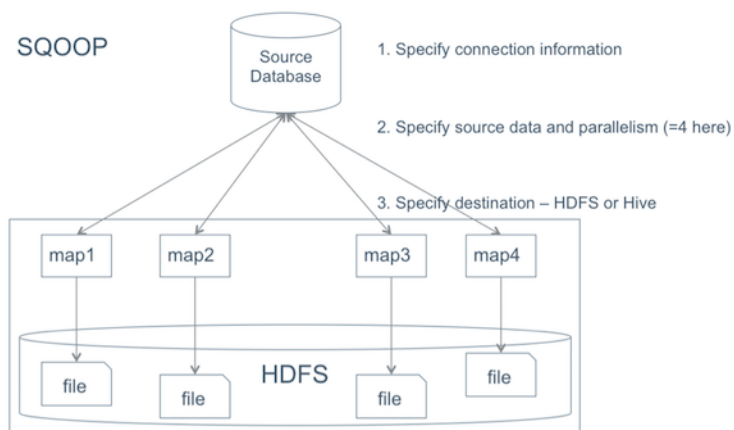 SQOOP
Source
Database
1. Specify connection information
2. Specify source data and parallelism (=4 here)
3. Specify destination – HDFS or Hive
map1
map2
map3
map4
HDFS
file
file
file
file